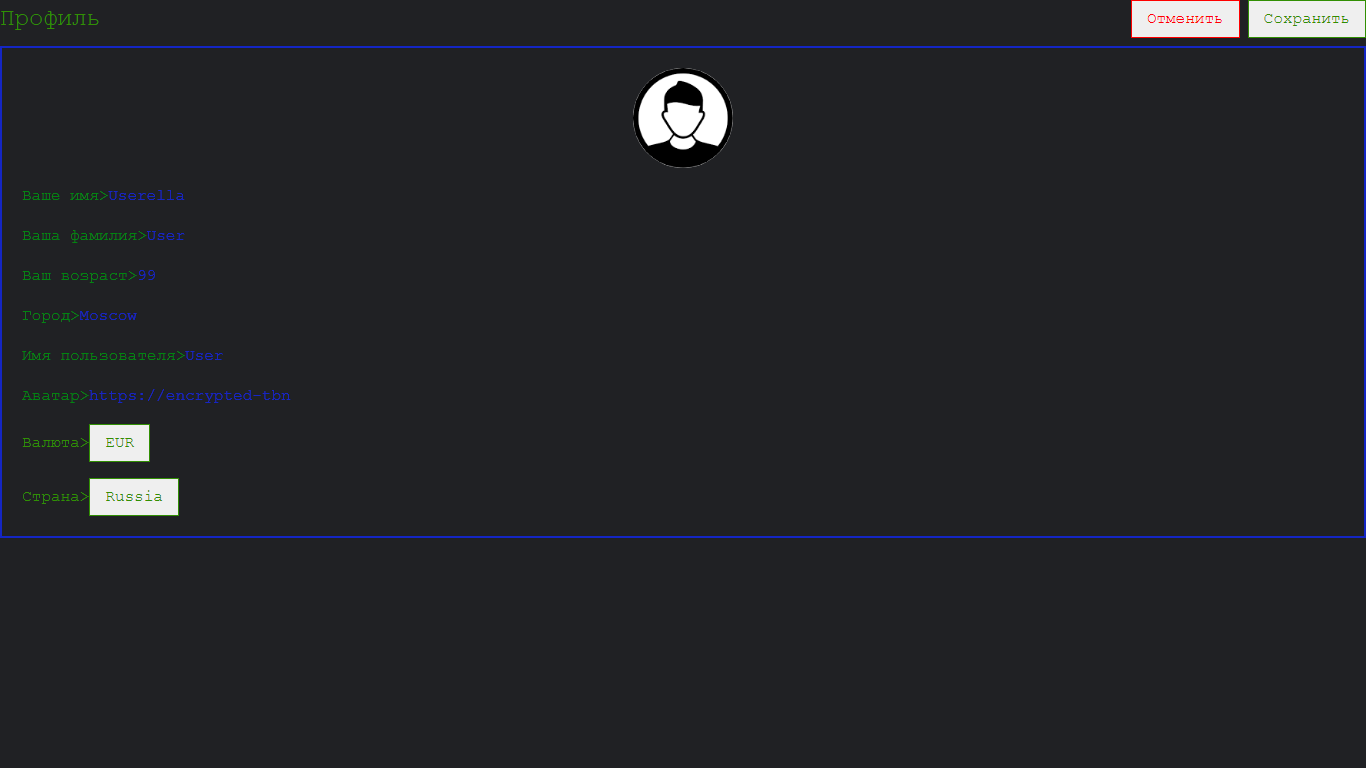 Профиль
Отменить
Сохранить
Ваше имя>Userella
Ваша фамилия>User
Ваш возраст>99
Город>Moscow
Имя пользователя>User
Аватар>https://encrypted-tbn
Валюта>EUR
Страна>Russia